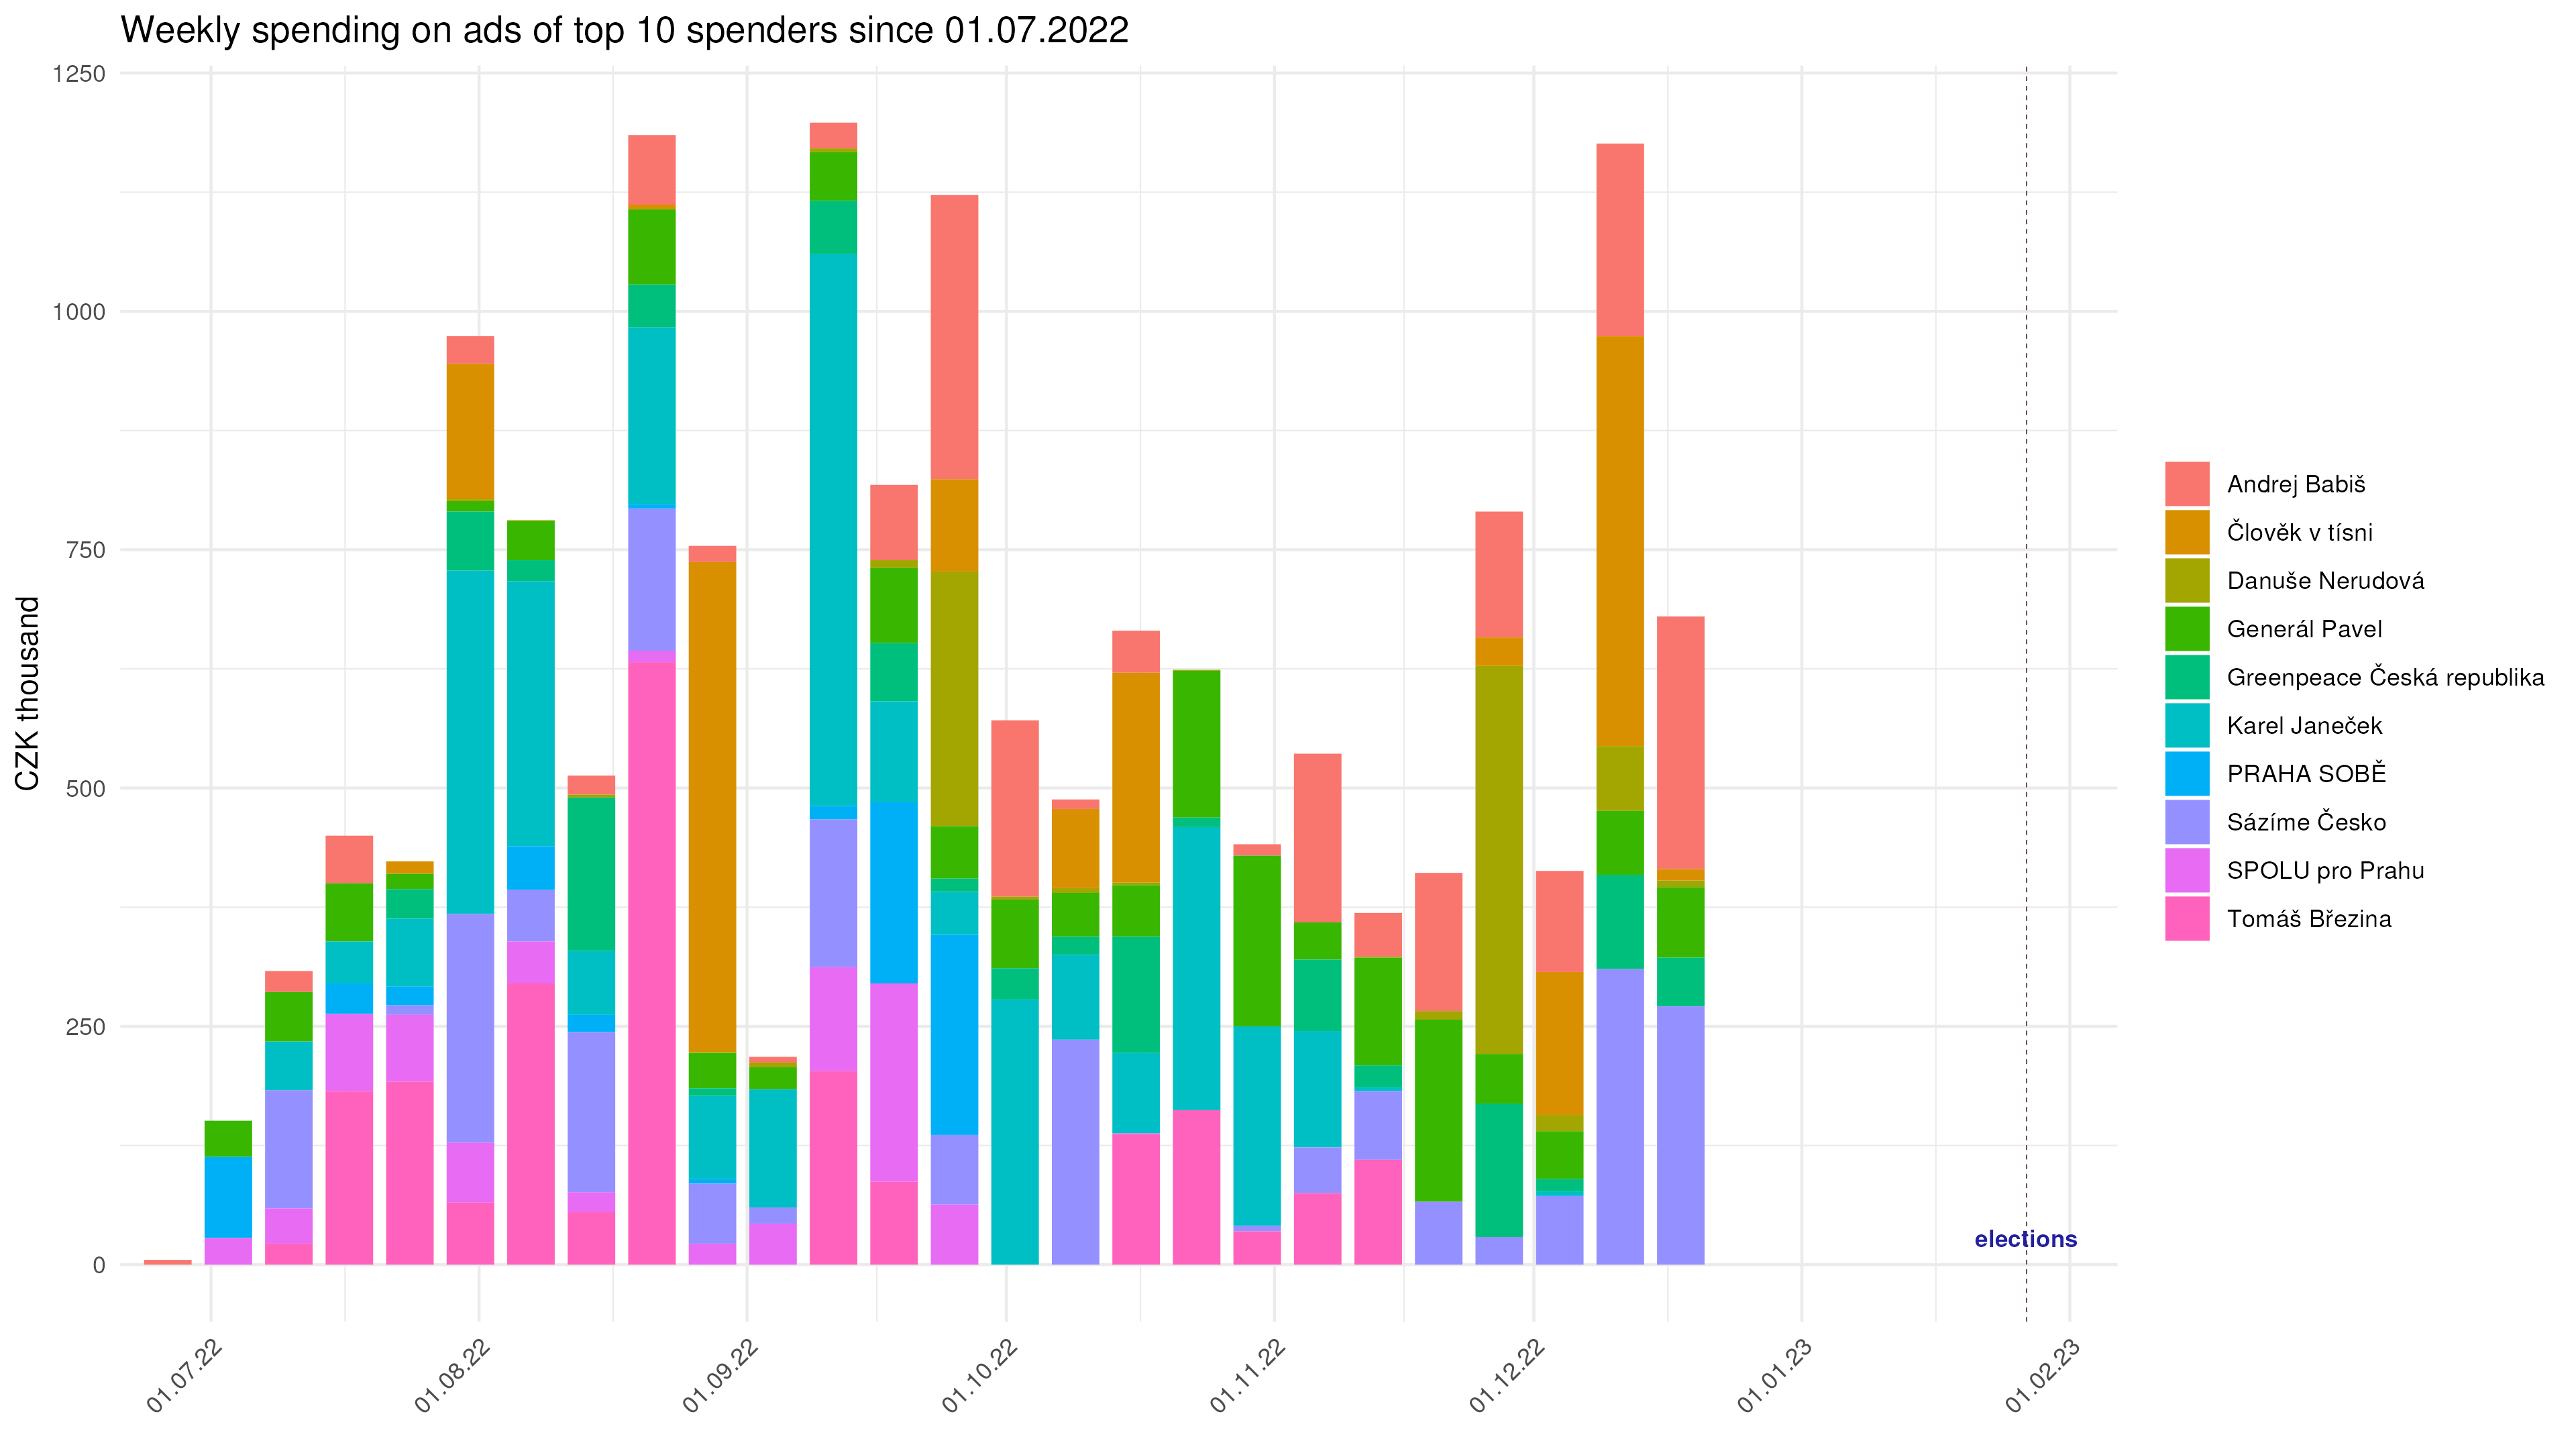 Weekly spending on ads of top 10 spenders since 01.07.2022
CZK thousand
1250
1000
750
500
250
0
elections
01.07.22
01.08.22
01.09.22
01.10.22
01.11.22
01.12.22
01.01.23
01.02.23
Andrej Babiš
Člověk v tísni
Danuše Nerudová
Generál Pavel
Greenpeace Česká republika
Karel Janeček
PRAHA SOBĚ
Sázíme Česko
SPOLU pro Prahu
Tomáš Březina